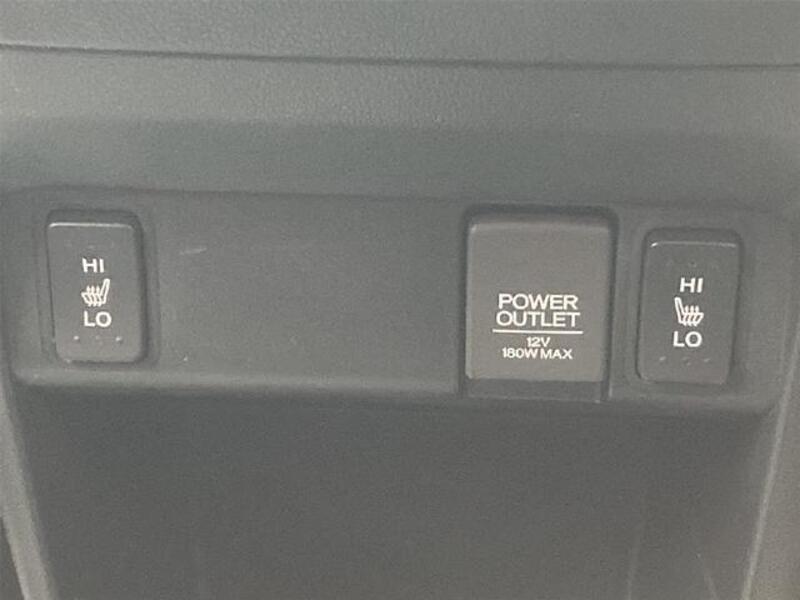 HI
LO
POWER
OUTLET
12V
180W MAX
HI
LO